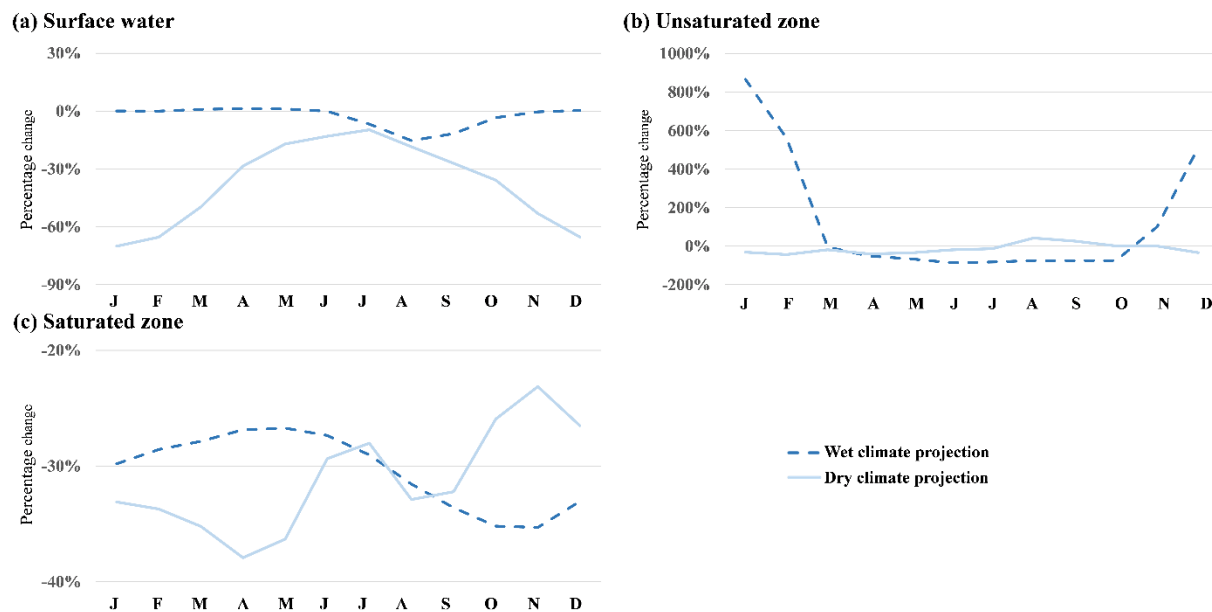 (a) Surface water
Percentage change
30%
0%
-30%
-60%
-90%
J F M A M J J A S O N D
(b) Unsaturated zone
Percentage change
1000%
800%
600%
400%
200%
0%
-200%
J F M A M J J A S O N D
(c) Saturated zone
Percentage change
-20%
-30%
-40%
J F M A M J J A S O N D
Wet climate projection
Dry climate projection